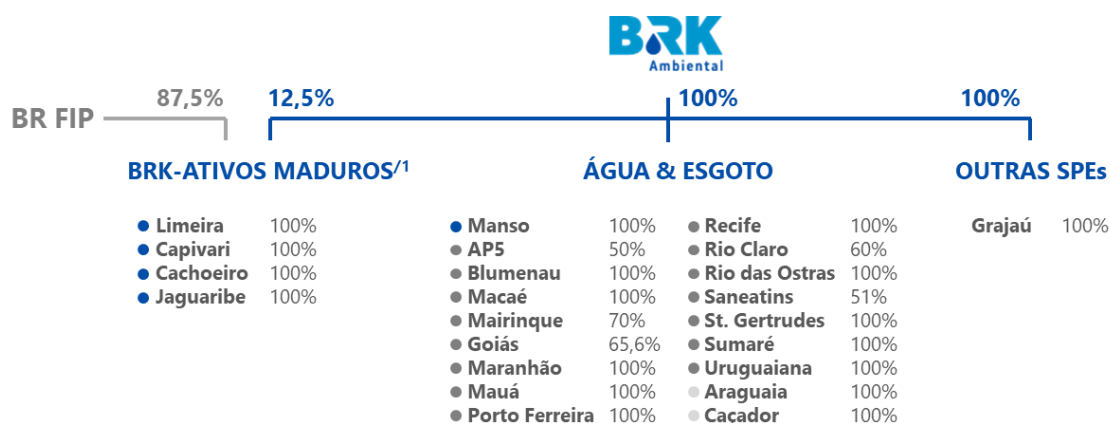 BRK
Ambiental
87,5% 12,5% 100% 100%
BR FIP
BRK-ATIVOS MADUROS/1 ÁGUA & ESGOTO OUTRAS SPEs
Limeira 100% Manso 100% Recife 100% Grajaú 100%
Capivari 100% AP5 50% Rio Claro 60%
Cachoeiro 100% Blumenau 100% Rio das Ostras 100%
Jaguaribe 100% Macaé 100% Saneatins 51%
Mairinque 70% St. Gertrudes 100%
Goiás 65,6% Sumaré 100%
Maranhão 100% Uruguaiana 100%
Mauá 100% Araguaia 100%
Porto Ferreira 100% Caçador 100%